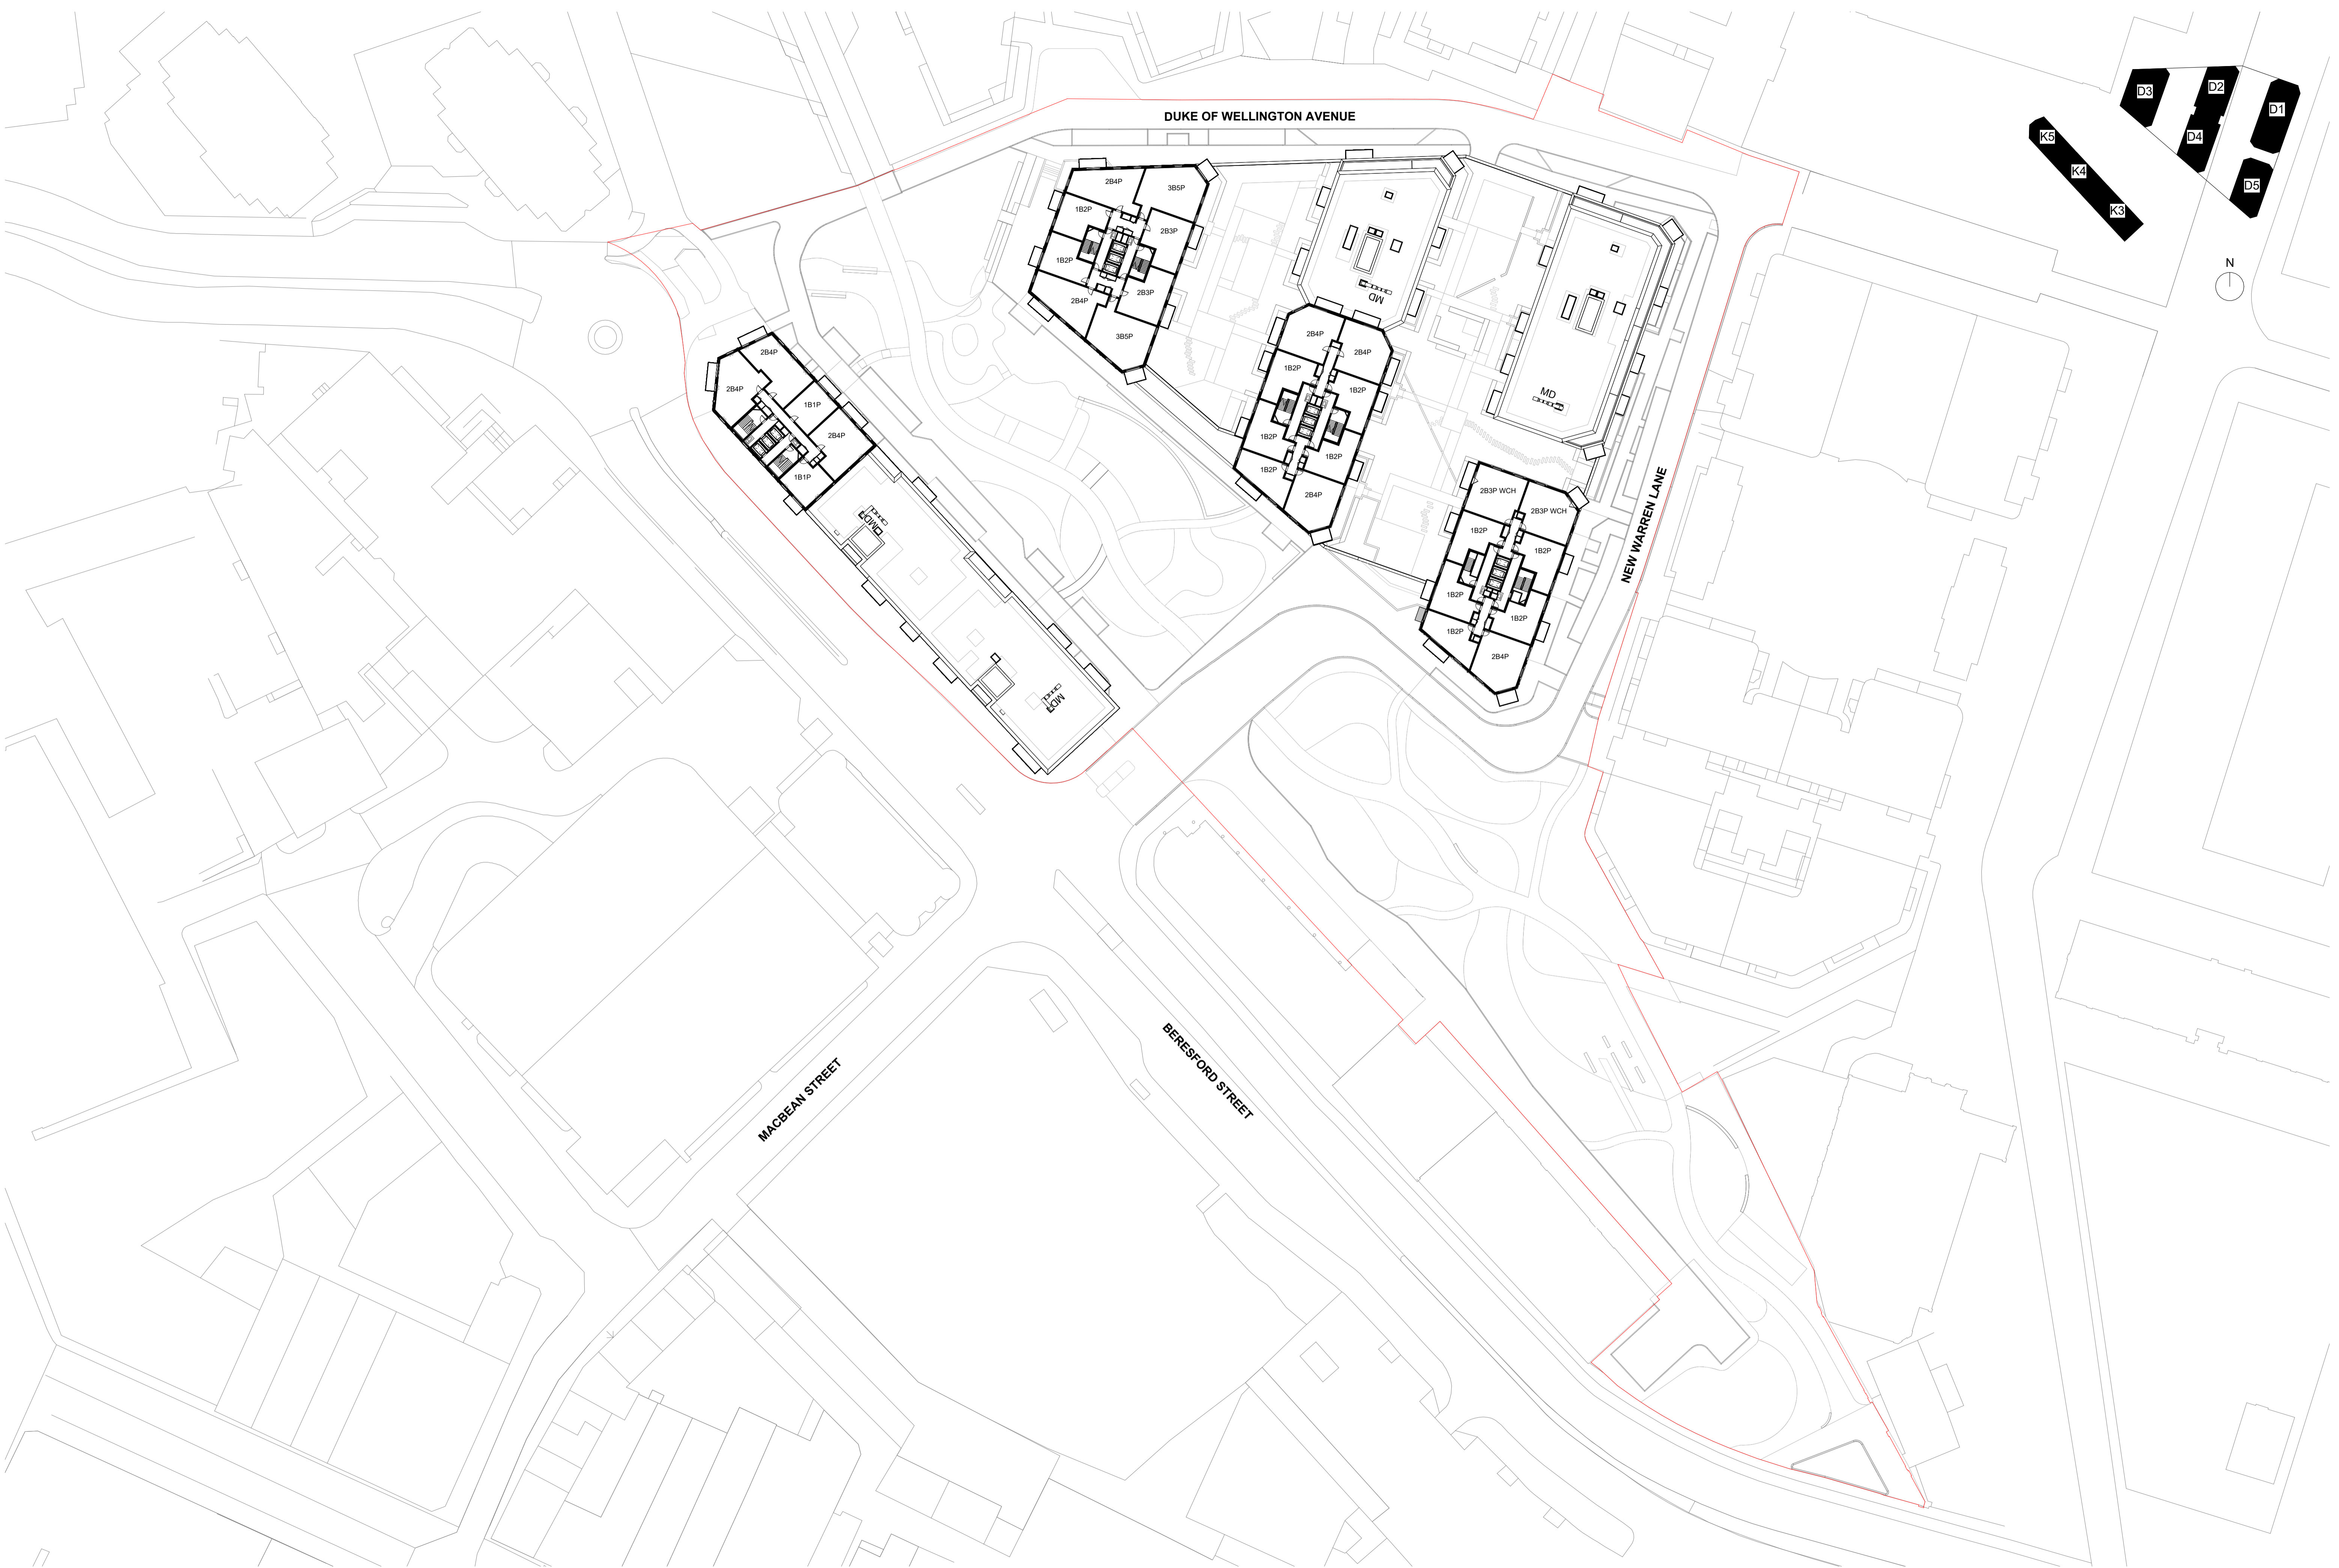 DUKE OF WELLINGTON AVENUE
D3
D2
D1
K5
D4
K4
D5
K3
N
2B4P
3B5P
1B2P
2B3P
1B2P
2B3P
2B4P
3B5P
MD
MD
2B4P
2B4P
1B2P
1B2P
1B2P
1B2P
1B2P
2B4P
2B4P
2B4P
1B1P
2B4P
1B1P
MD
MD
2B3P WCH
2B3P WCH
1B2P
1B2P
1B2P
1B2P
1B2P
2B4P
NEW WARREN LANE
MACBEAN STREET
BERESFORD STREET